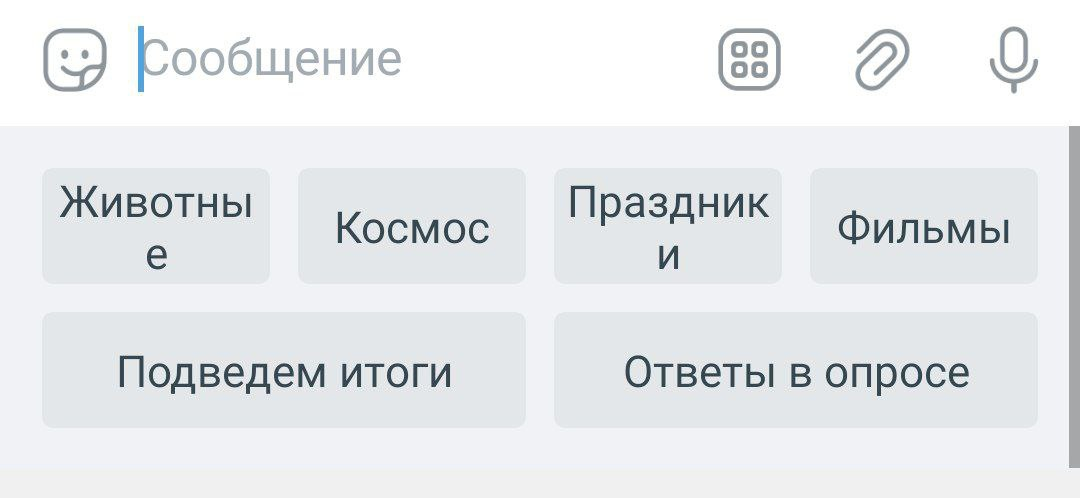 Сообщение
Животны
е
Космос
Праздник
и
Фильмы
Подведем итоги
Ответы в опросе